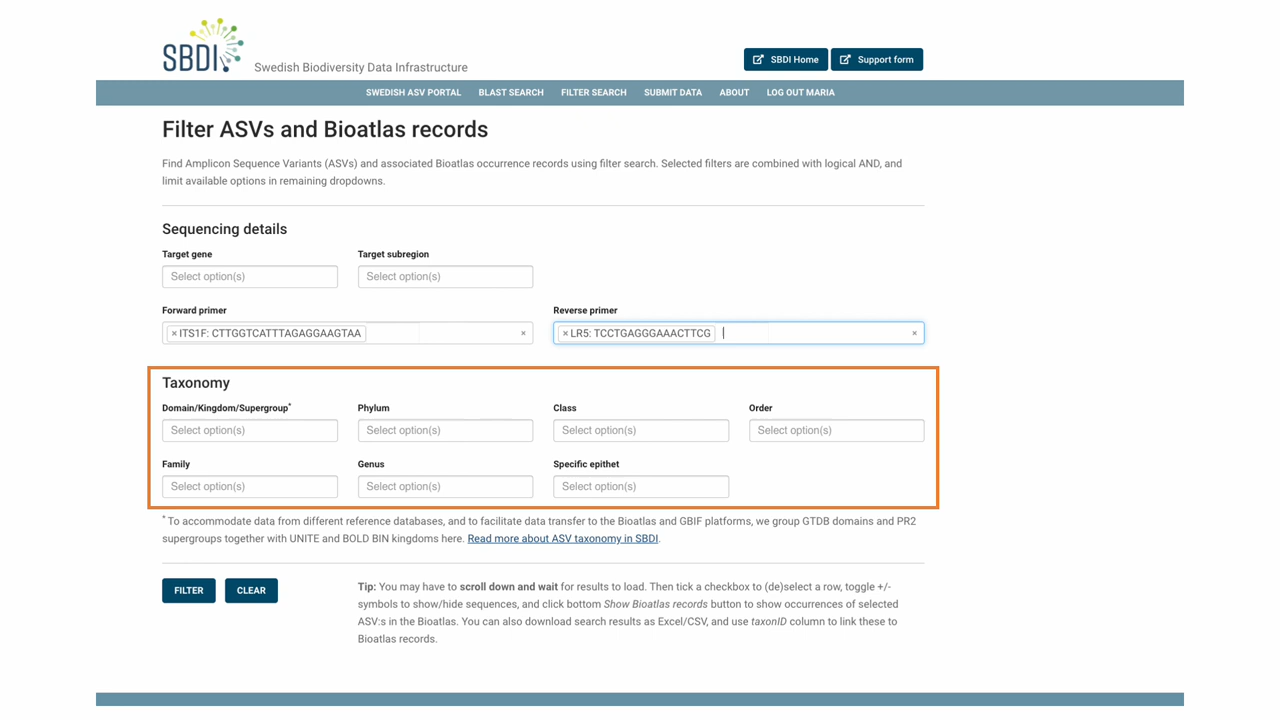 SBDI
Swedish Biodiversity Data Infrastructure
SBDI Home
Support form
SWEDISH ASV PORTAL BLAST SEARCH FILTER SEARCH SUBMIT DATA ABOUT LOG OUT MARIA
Filter ASVs and Bioatlas records
Find Amplicon Sequence Variants (ASVs) and associated Bioatlas occurrence records using filter search. Selected filters are combined with logical AND, and
limit available options in remaining dropdowns.
Sequencing details
Target gene Target subregion
Select option(s) Select option(s)
Forward primer Reverse primer
× ITS1F: CTTGGTCATTTAGAGGAAGTAA × × LR5: TCCTGAGGGAAACTTCG ×
Taxonomy
Domain/Kingdom/Supergroup* Phylum Class Order
Select option(s) Select option(s) Select option(s) Select option(s)
Family Genus Specific epithet
Select option(s) Select option(s) Select option(s)
* To accommodate data from different reference databases, and to facilitate data transfer to the Bioatlas and GBIF platforms, we group GTDB domains and PR2
supergroups together with UNITE and BOLD BIN kingdoms here. Read more about ASV taxonomy in SBDI.
FILTER CLEAR
Tip: You may have to scroll down and wait for results to load. Then tick a checkbox to (de)select a row, toggle +/-
symbols to show/hide sequences, and click bottom Show Bioatlas records button to show occurrences of selected
ASV:s in the Bioatlas. You can also download search results as Excel/CSV, and use taxonID column to link these to
Bioatlas records.